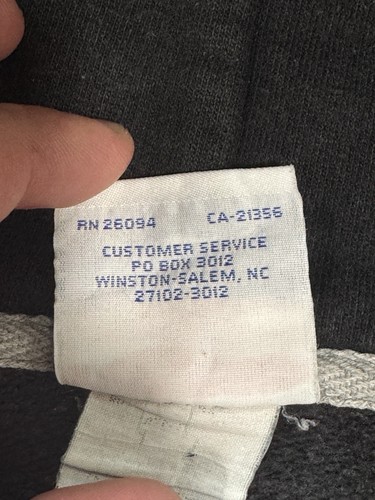 RN 26094 CA-21356
CUSTOMER SERVICE
PO BOX 3012
WINSTON-SALEM, NC
27102-3012